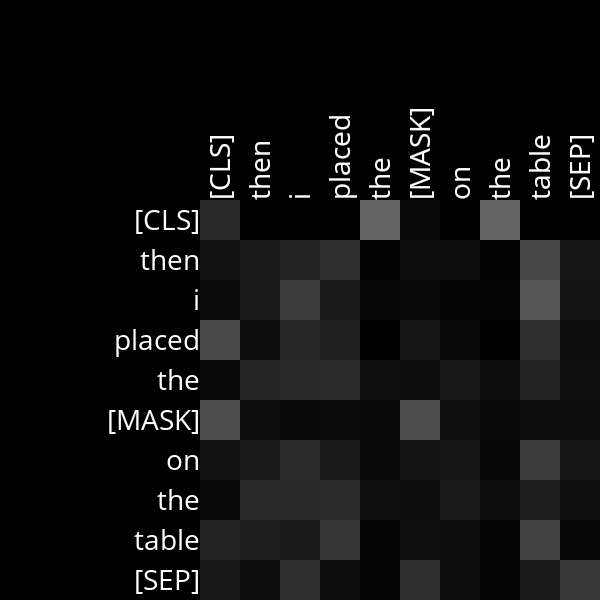 [CLS] then i placed the [MASK] on the table [SEP]
[CLS]
then
i
placed
the
[MASK]
on
the
table
[SEP]